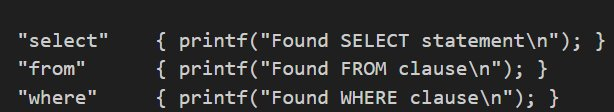 "select"    { printf("Found SELECT statement\n"); }
"from"      { printf("Found FROM clause\n"); }
"where"     { printf("Found WHERE clause\n"); }